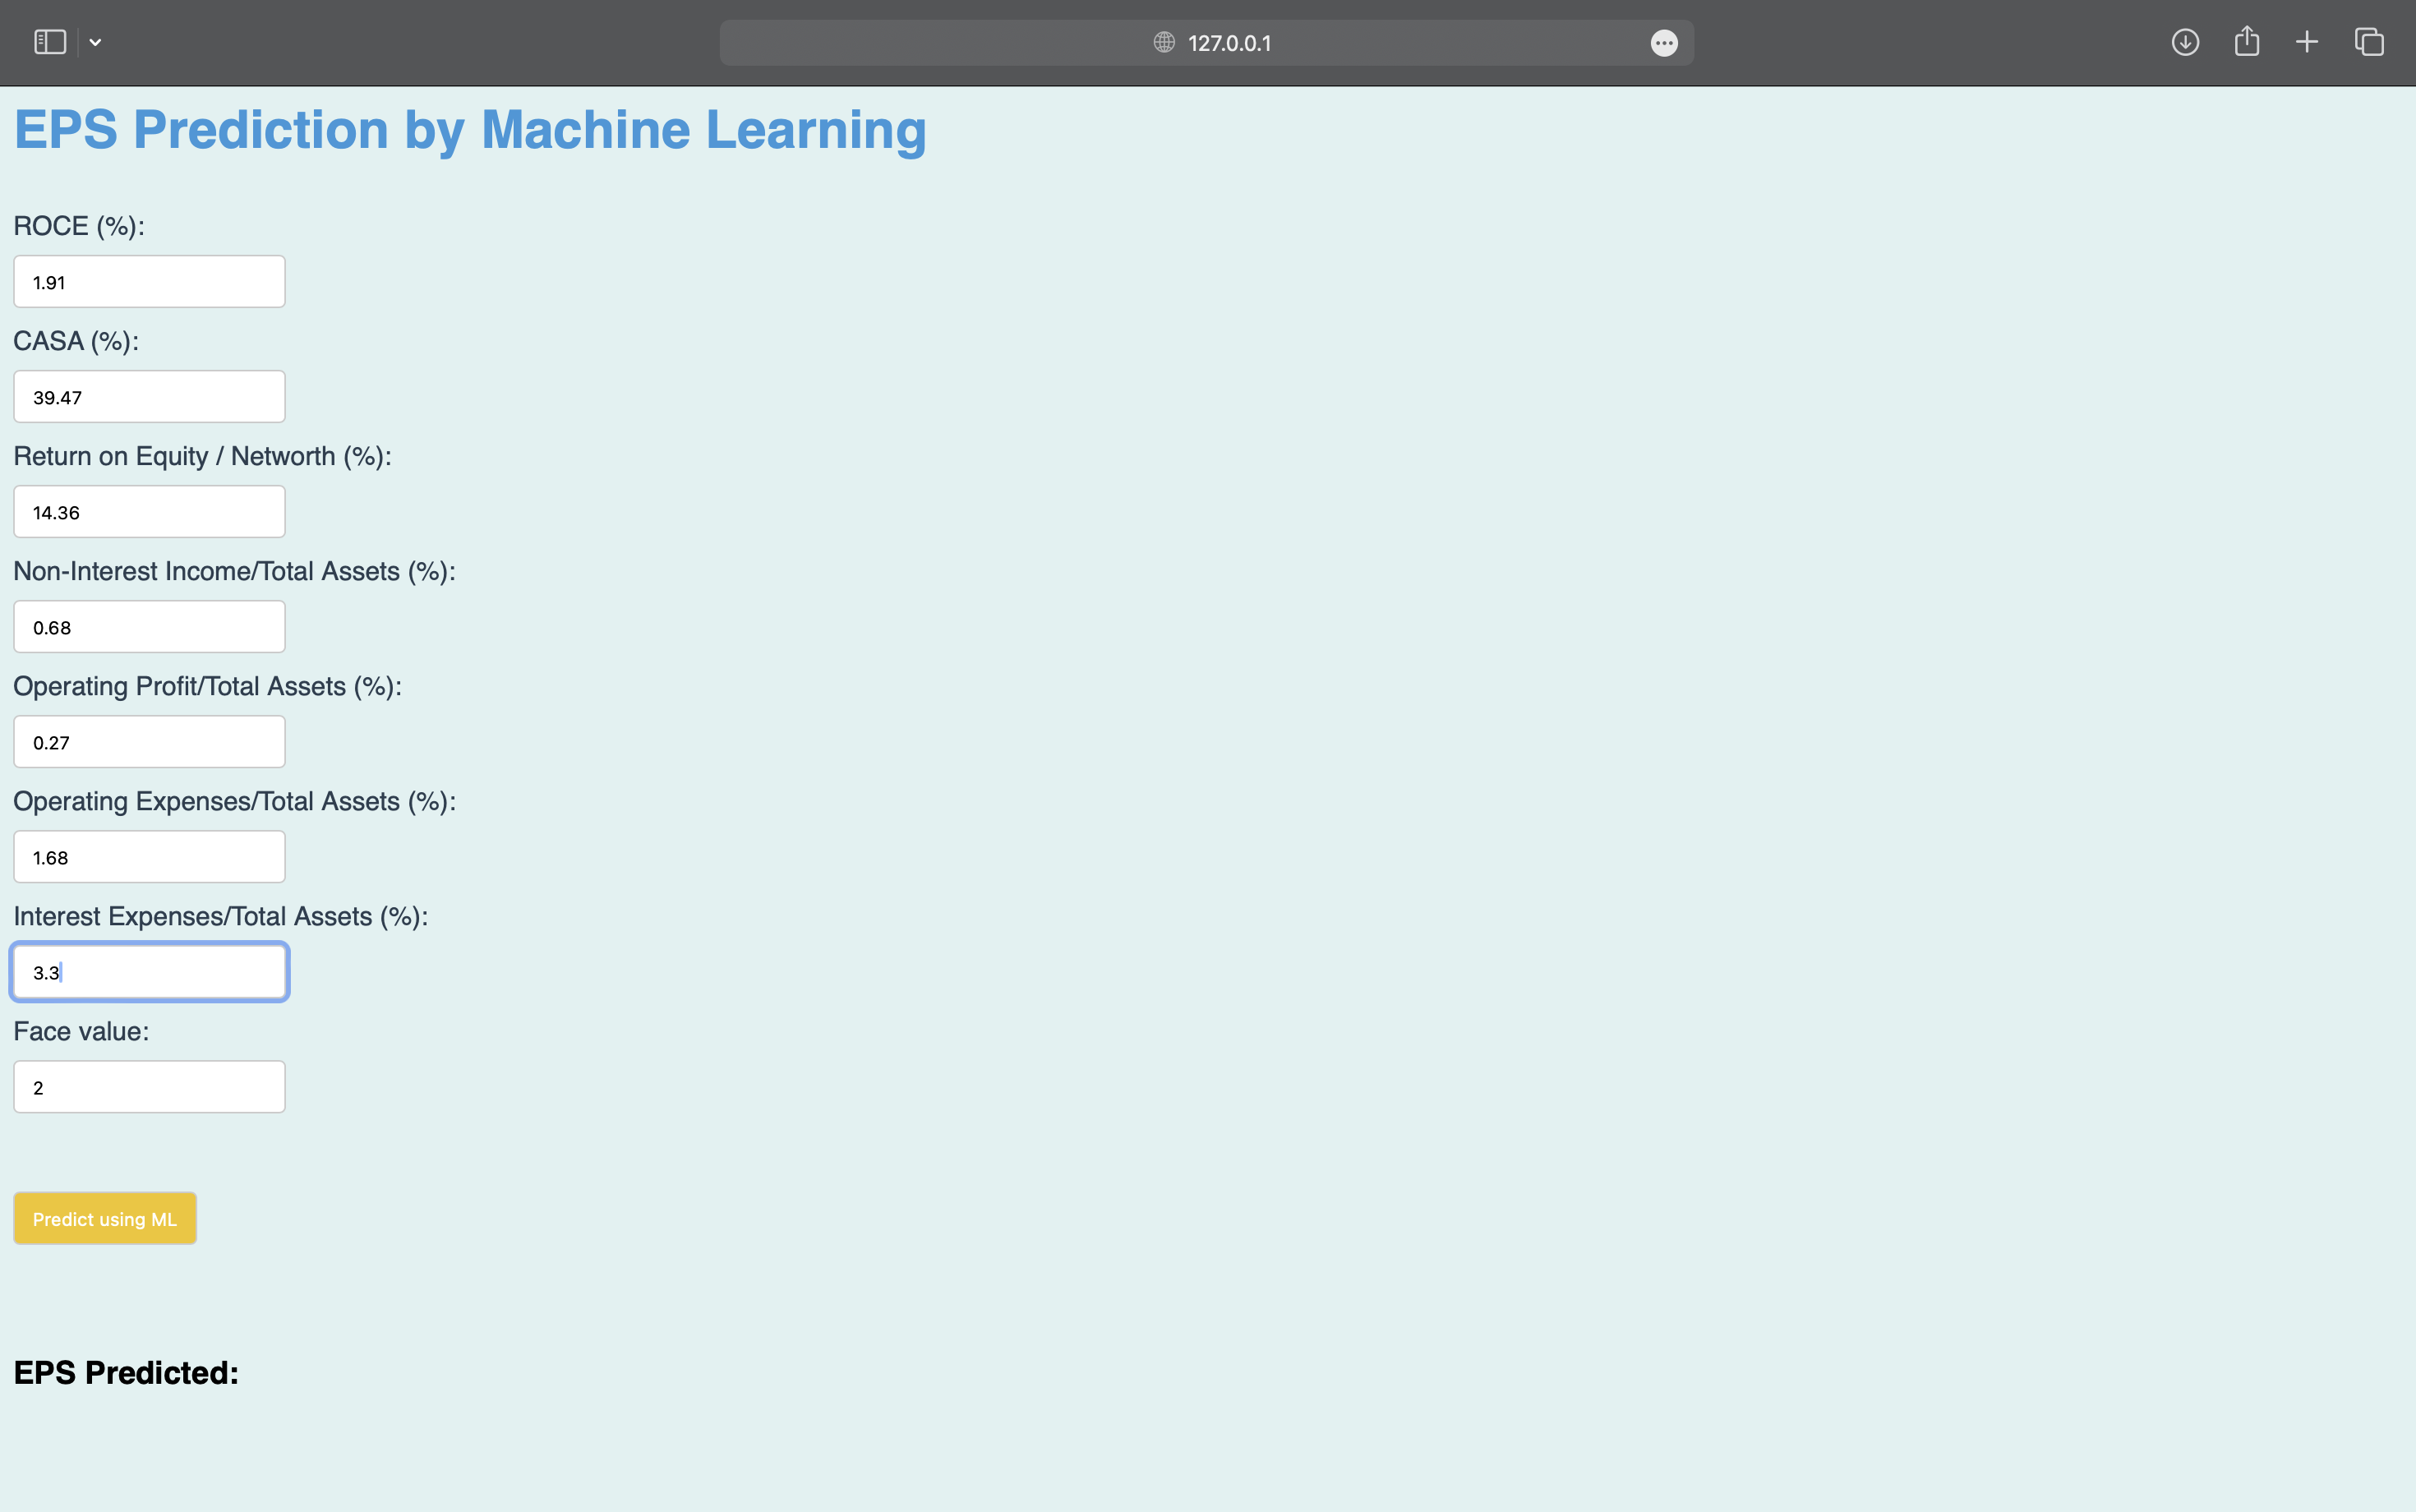 127.0.0.1
EPS Prediction by Machine Learning
ROCE (%):
1.91
CASA (%):
39.47
Return on Equity / Networth (%):
14.36
Non-Interest Income/Total Assets (%):
0.68
Operating Profit/Total Assets (%):
0.27
Operating Expenses/Total Assets (%):
1.68
Interest Expenses/Total Assets (%):
3.3
Face value:
2
Predict using ML
EPS Predicted: